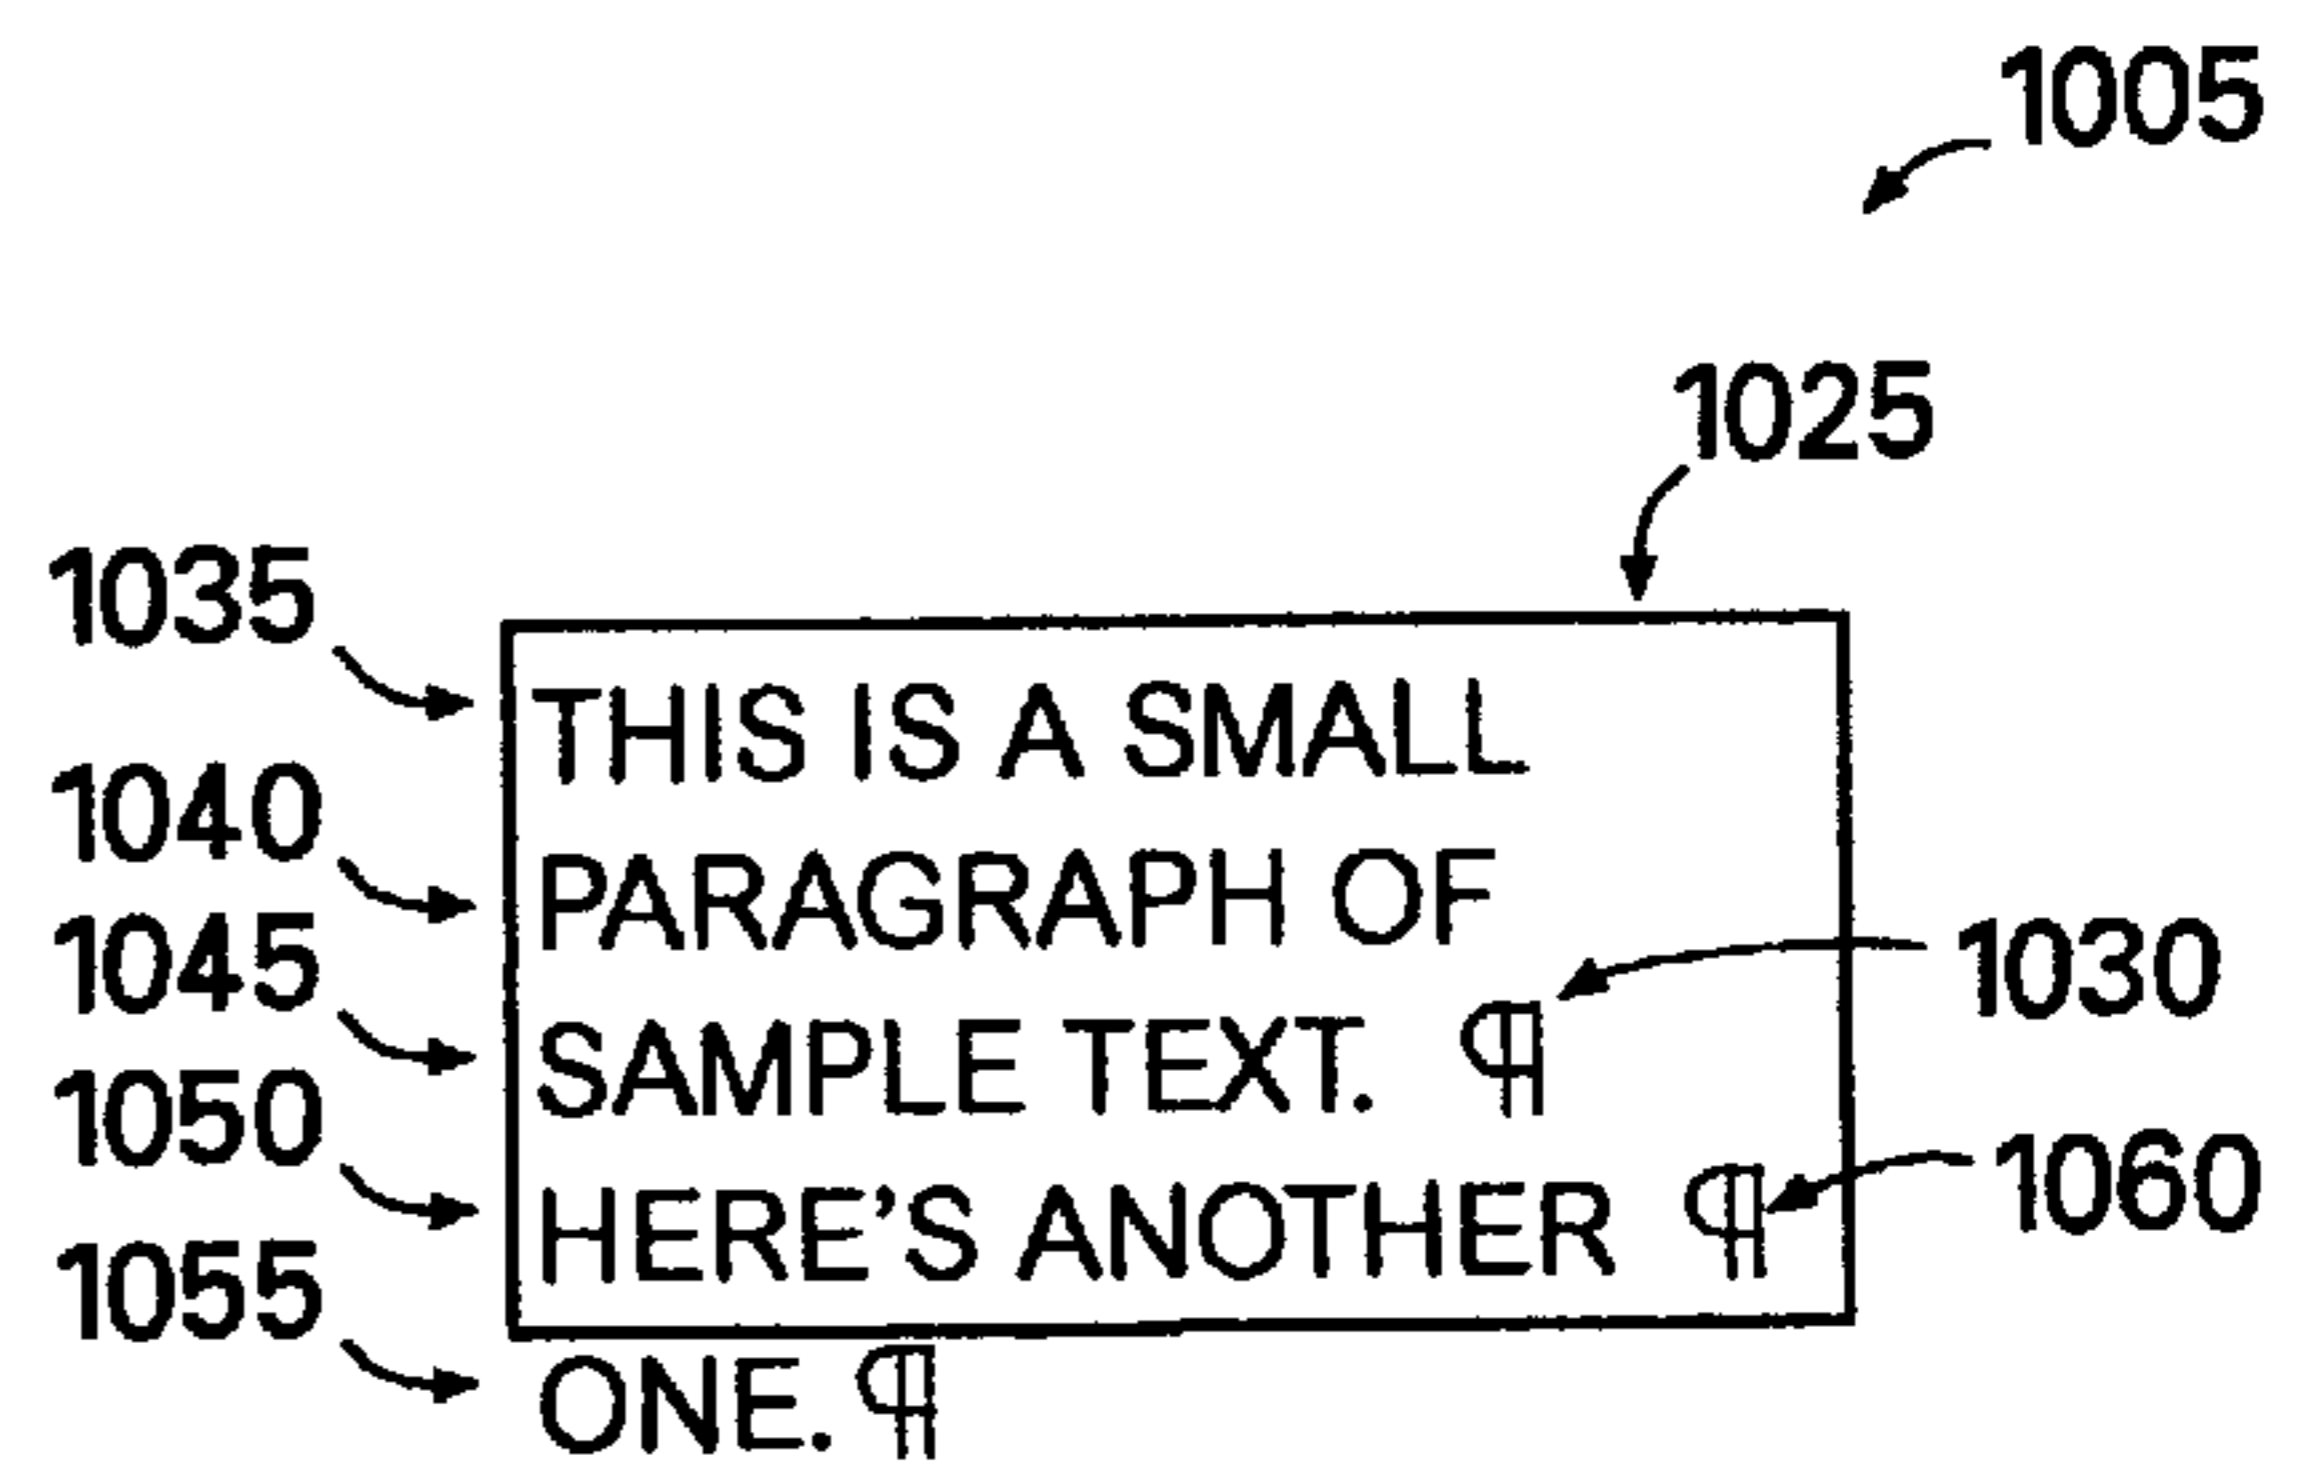 1005
1025
1035
THIS IS A SMALL
1040
PARAGRAPH OF
1045
1030
SAMPLE TEXT. ¶
1050
1060
HERE'S ANOTHER ¶
1055
ONE. ¶